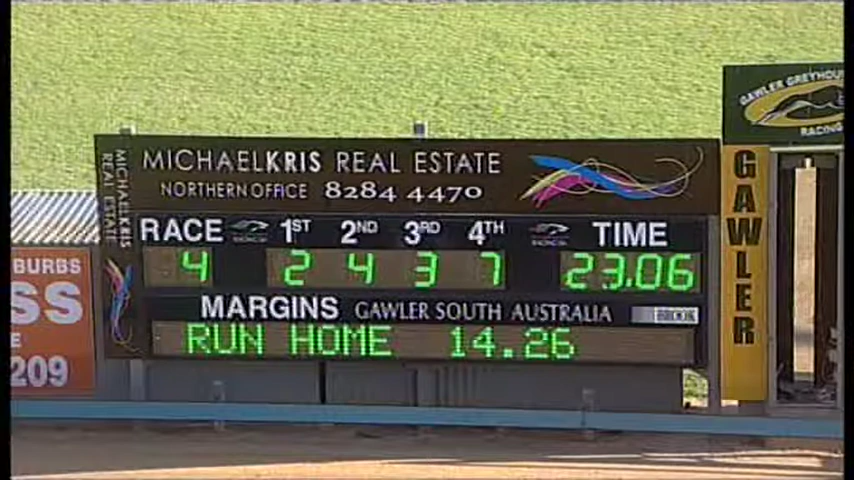 GAWLER GREYHOU
RACING
MICHAELKRIS REAL ESTATE
NORTHERN OFFICE 8284 4470
MICHAELKRIS
REAL ESTATE
RACE 1ST 2ND 3RD 4TH TIME
4 2 4 3 7 23.06
MARGINS GAWLER SOUTH AUSTRALIA
RUN HOME 14.26
GAWLER
BURBS
SS
E
209